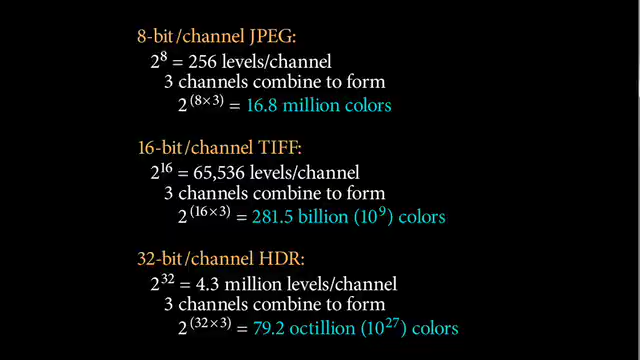 8-bit/channel JPEG:
2⁸ = 256 levels/channel
3 channels combine to form
2⁽⁸ˣ³⁾ = 16.8 million colors
16-bit/channel TIFF:
2¹⁶ = 65,536 levels/channel
3 channels combine to form
2⁽¹⁶ˣ³⁾ = 281.5 billion (10⁹) colors
32-bit/channel HDR:
2³² = 4.3 million levels/channel
3 channels combine to form
2⁽³²ˣ³⁾ = 79.2 octillion (10²⁷) colors